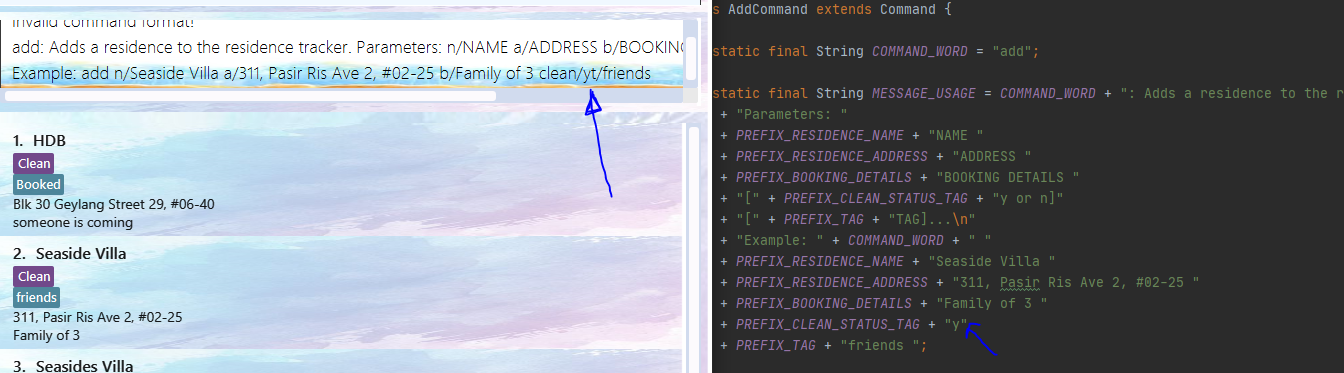 Invalid command format!
add: Adds a residence to the residence tracker. Parameters: n/NAME a/ADDRESS b/BOOKING
Example: add n/Seaside Villa a/311, Pasir Ris Ave 2, #02-25 b/Family of 3 clean/yt/friends
1. HDB
Clean
Booked
Blk 30 Geylang Street 29, #06-40
someone is coming
2. Seaside Villa
Clean
friends
311, Pasir Ris Ave 2, #02-25
Family of 3
3. Seasides Villa
s AddCommand extends Command {
static final String COMMAND_WORD = "add";
static final String MESSAGE_USAGE = COMMAND_WORD + ": Adds a residence to the r
+ "Parameters: "
+ PREFIX_RESIDENCE_NAME + "NAME "
+ PREFIX_RESIDENCE_ADDRESS + "ADDRESS "
+ PREFIX_BOOKING_DETAILS + "BOOKING DETAILS "
+ "[" + PREFIX_CLEAN_STATUS_TAG + "y or n]"
+ "[" + PREFIX_TAG + "TAG]...\n"
+ "Example: " + COMMAND_WORD + " "
+ PREFIX_RESIDENCE_NAME + "Seaside Villa "
+ PREFIX_RESIDENCE_ADDRESS + "311, Pasir Ris Ave 2, #02-25 "
+ PREFIX_BOOKING_DETAILS + "Family of 3 "
+ PREFIX_CLEAN_STATUS_TAG + "y"
+ PREFIX_TAG + "friends ";